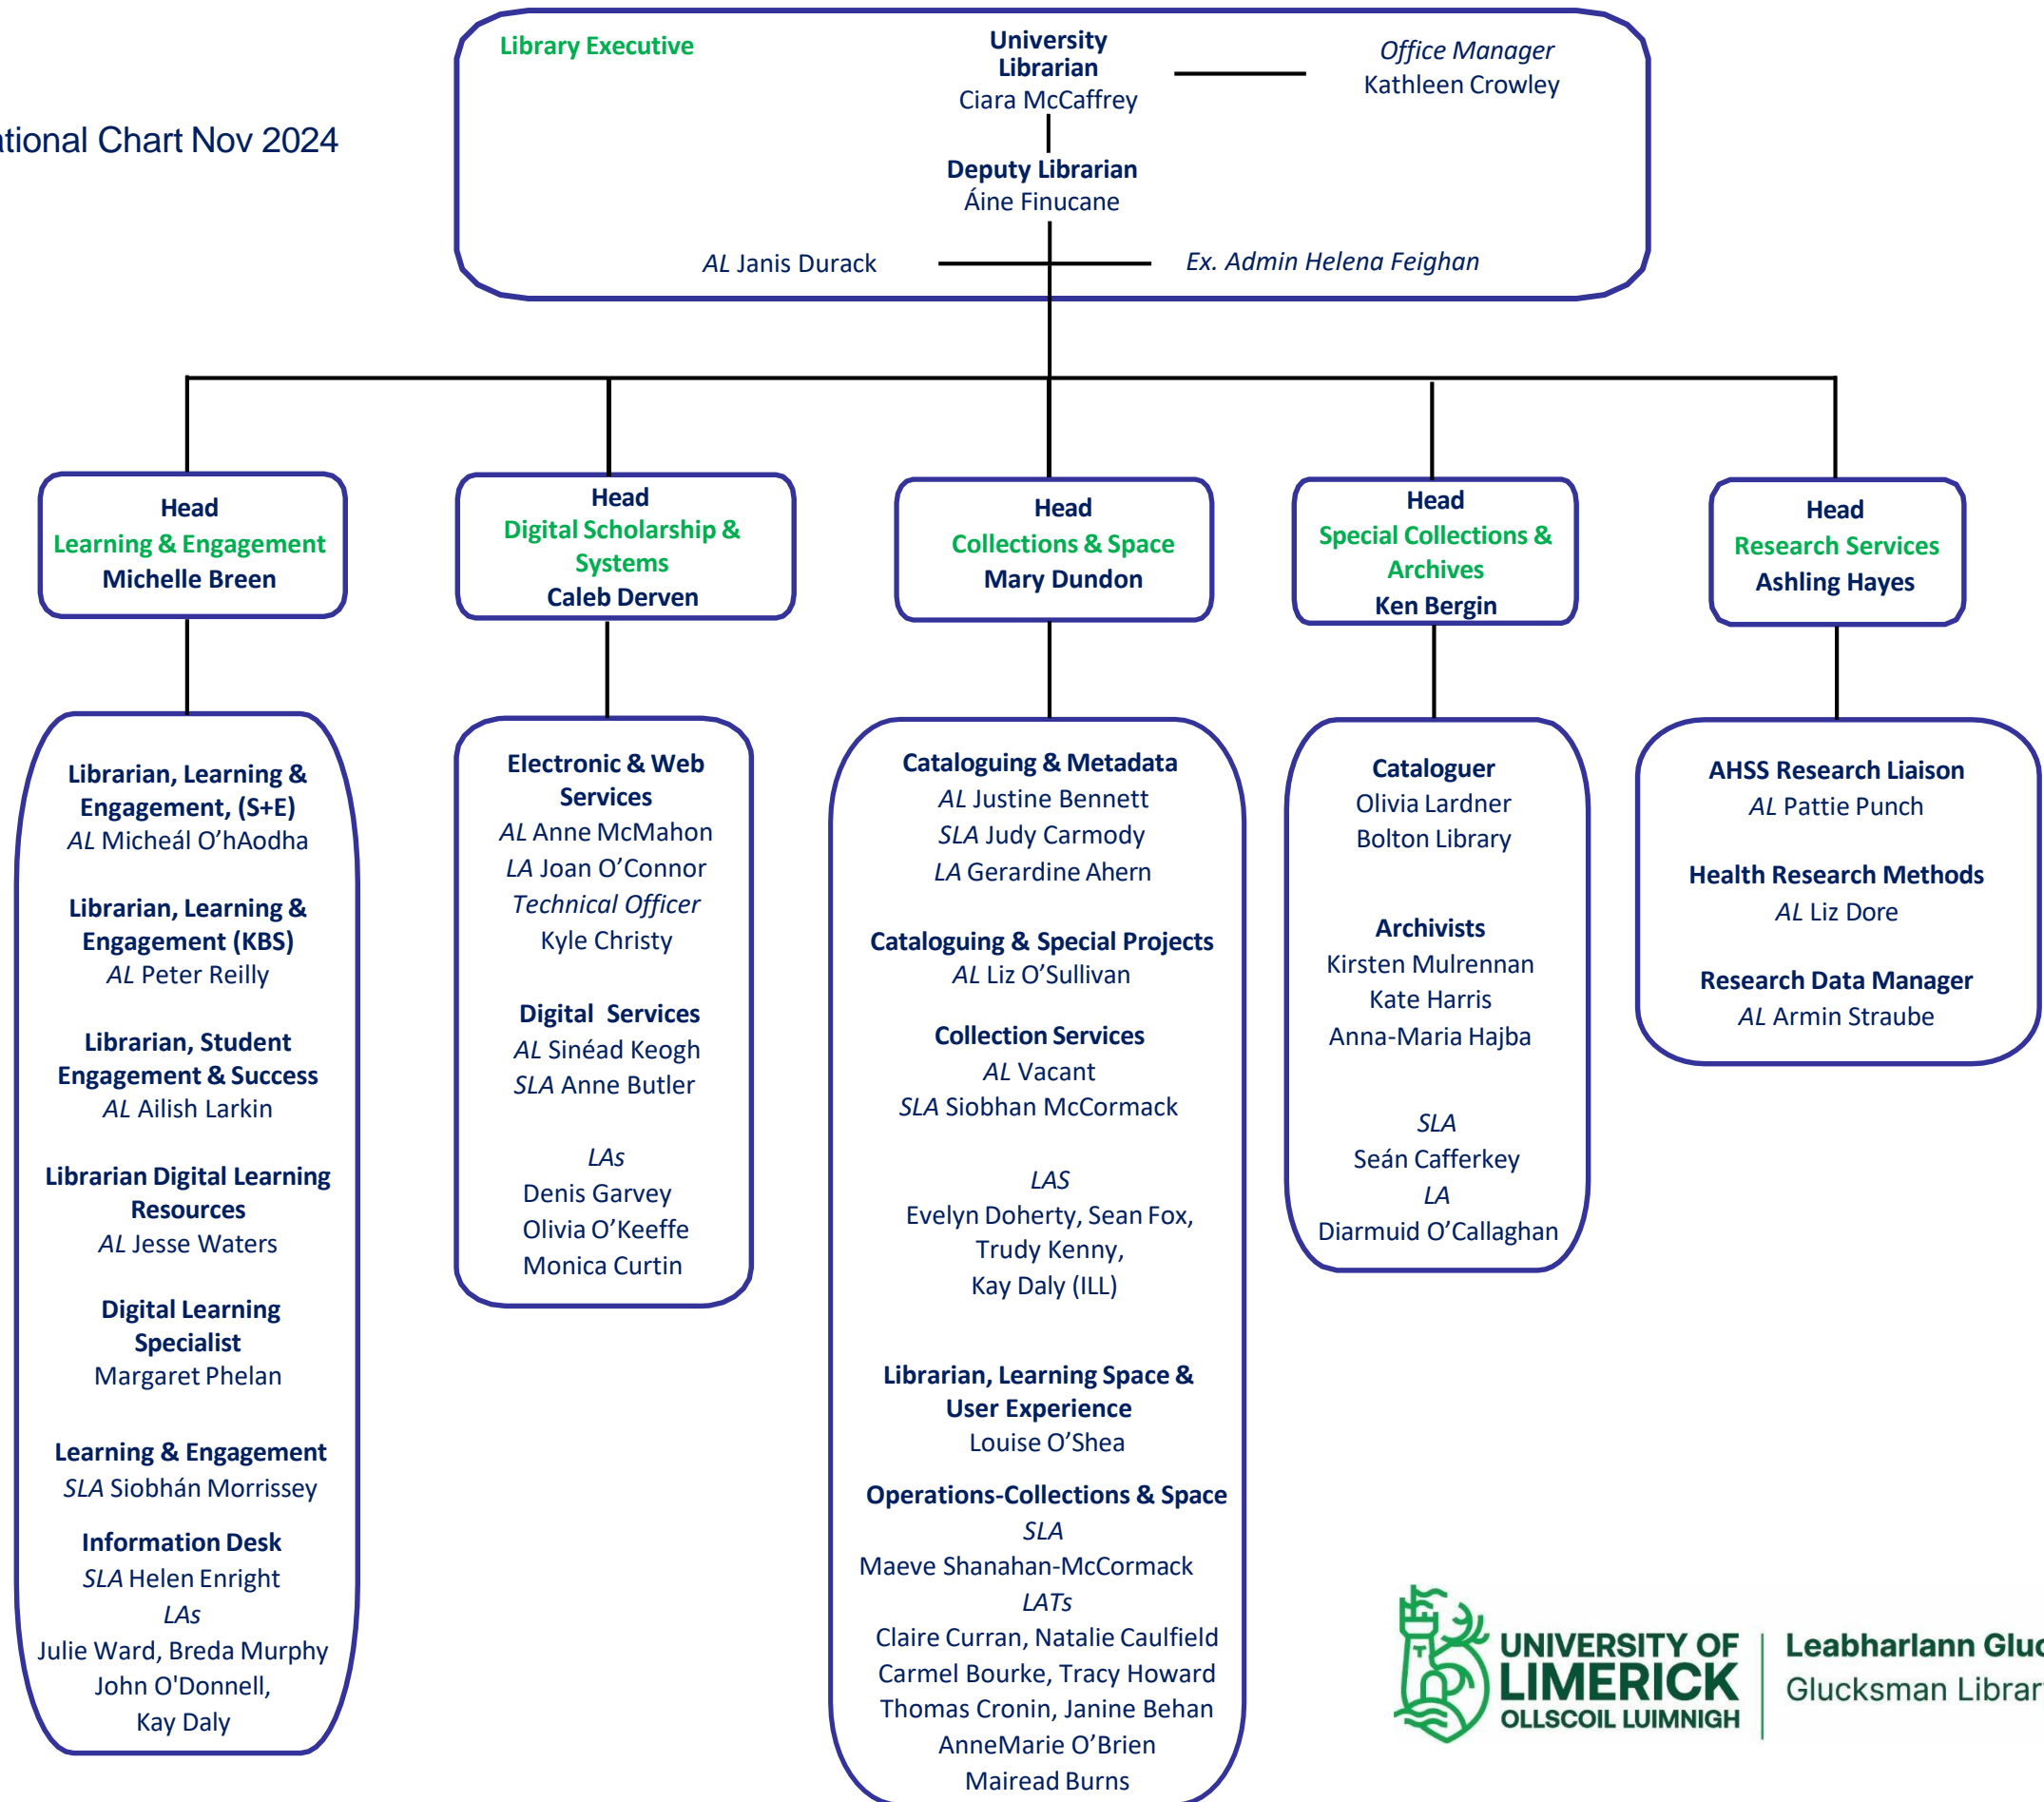 ational Chart Nov 2024
Library Executive
University
Librarian
Ciara McCaffrey
Office Manager
Kathleen Crowley
Deputy Librarian
Áine Finucane
AL Janis Durack
Ex. Admin Helena Feighan
Head
Learning & Engagement
Michelle Breen
Head
Digital Scholarship &
Systems
Caleb Derven
Head
Collections & Space
Mary Dundon
Head
Special Collections &
Archives
Ken Bergin
Head
Research Services
Ashling Hayes
Librarian, Learning &
Engagement, (S+E)
AL Micheál O’hAodha
Librarian, Learning &
Engagement (KBS)
AL Peter Reilly
Librarian, Student
Engagement & Success
AL Ailish Larkin
Librarian Digital Learning
Resources
AL Jesse Waters
Digital Learning
Specialist
Margaret Phelan
Learning & Engagement
SLA Siobhán Morrissey
Information Desk
SLA Helen Enright
LAs
Julie Ward, Breda Murphy
John O'Donnell,
Kay Daly
Electronic & Web
Services
AL Anne McMahon
LA Joan O’Connor
Technical Officer
Kyle Christy
Digital Services
AL Sinéad Keogh
SLA Anne Butler
LAs
Denis Garvey
Olivia O’Keeffe
Monica Curtin
Cataloguing & Metadata
AL Justine Bennett
SLA Judy Carmody
LA Gerardine Ahern
Cataloguing & Special Projects
AL Liz O’Sullivan
Collection Services
AL Vacant
SLA Siobhan McCormack
LAS
Evelyn Doherty, Sean Fox,
Trudy Kenny,
Kay Daly (ILL)
Librarian, Learning Space &
User Experience
Louise O’Shea
Operations-Collections & Space
SLA
Maeve Shanahan-McCormack
LATs
Claire Curran, Natalie Caulfield
Carmel Bourke, Tracy Howard
Thomas Cronin, Janine Behan
AnneMarie O’Brien
Mairead Burns
Cataloguer
Olivia Lardner
Bolton Library
Archivists
Kirsten Mulrennan
Kate Harris
Anna-Maria Hajba
SLA
Seán Cafferkey
LA
Diarmuid O’Callaghan
AHSS Research Liaison
AL Pattie Punch
Health Research Methods
AL Liz Dore
Research Data Manager
AL Armin Straube
UNIVERSITY OF
LIMERICK
OLLSCOIL LUIMNIGH
Leabharlann Gluc
Glucksman Librar